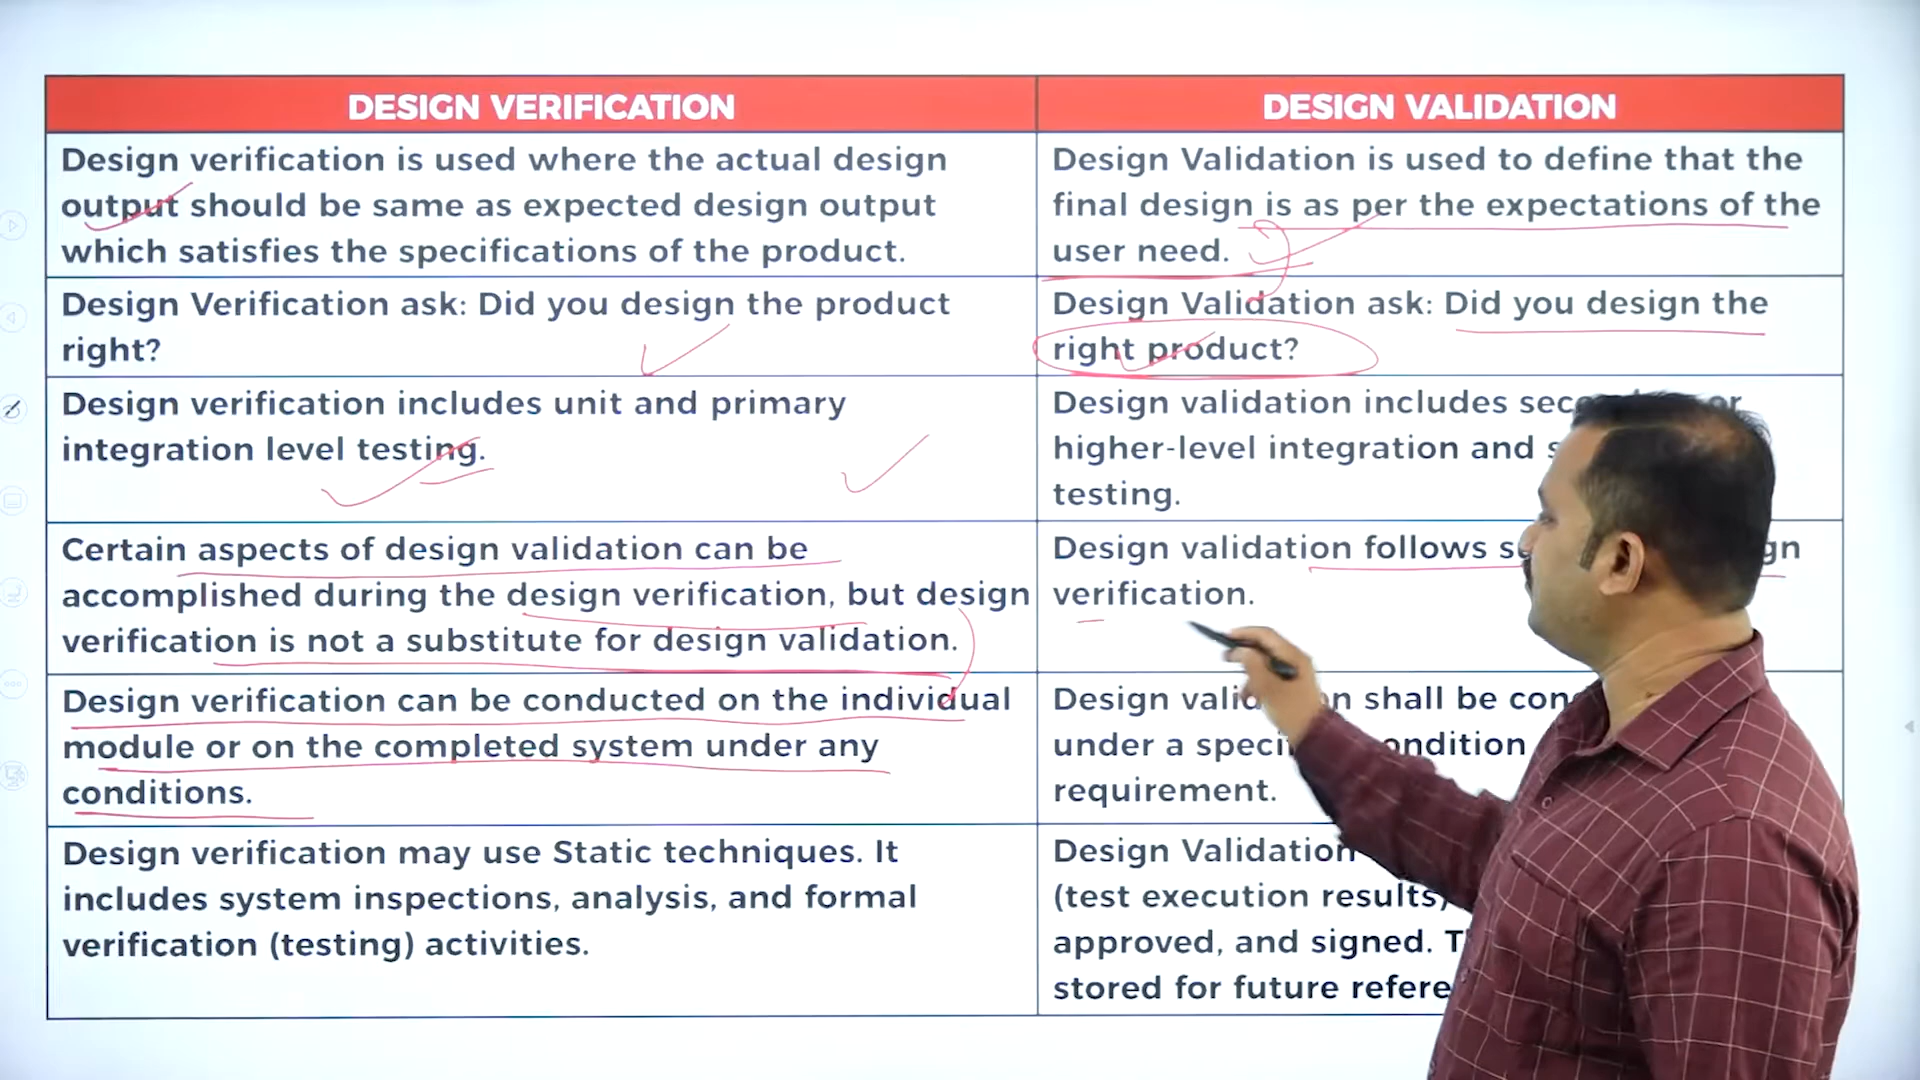 DESIGN VERIFICATION
DESIGN VALIDATION
Design verification is used where the actual design
output should be same as expected design output
which satisfies the specifications of the product.
Design Validation is used to define that the
final design is as per the expectations of the
user need.
Design Verification ask: Did you design the product
right?
Design Validation ask: Did you design the
right product?
Design verification includes unit and primary
integration level testing.
Design validation includes
higher-level integration and
testing.
Certain aspects of design validation can be
accomplished during the design verification, but design
verification is not a substitute for design validation.
Design validation follows
verification.
Design verification can be conducted on the individual
module or on the completed system under any
conditions.
Design shall be
under a
requirement.
Design verification may use Static techniques. It
includes system inspections, analysis, and formal
verification (testing) activities.
Design Validation
(test execution results)
approved, and signed.
stored for future